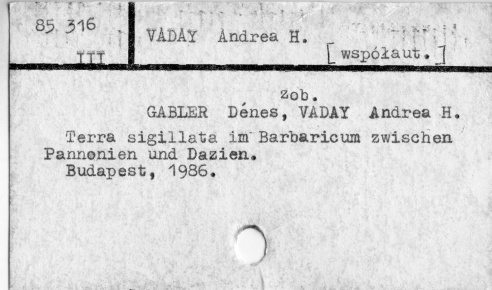 85.316
III
VADAY Andrea H.
[współaut.]
zob.
GABLER Dénes, VADAY Andrea H.
Terra sigillata im Barbaricum zwischen
Pannonien und Dazien.
Budapest, 1986.